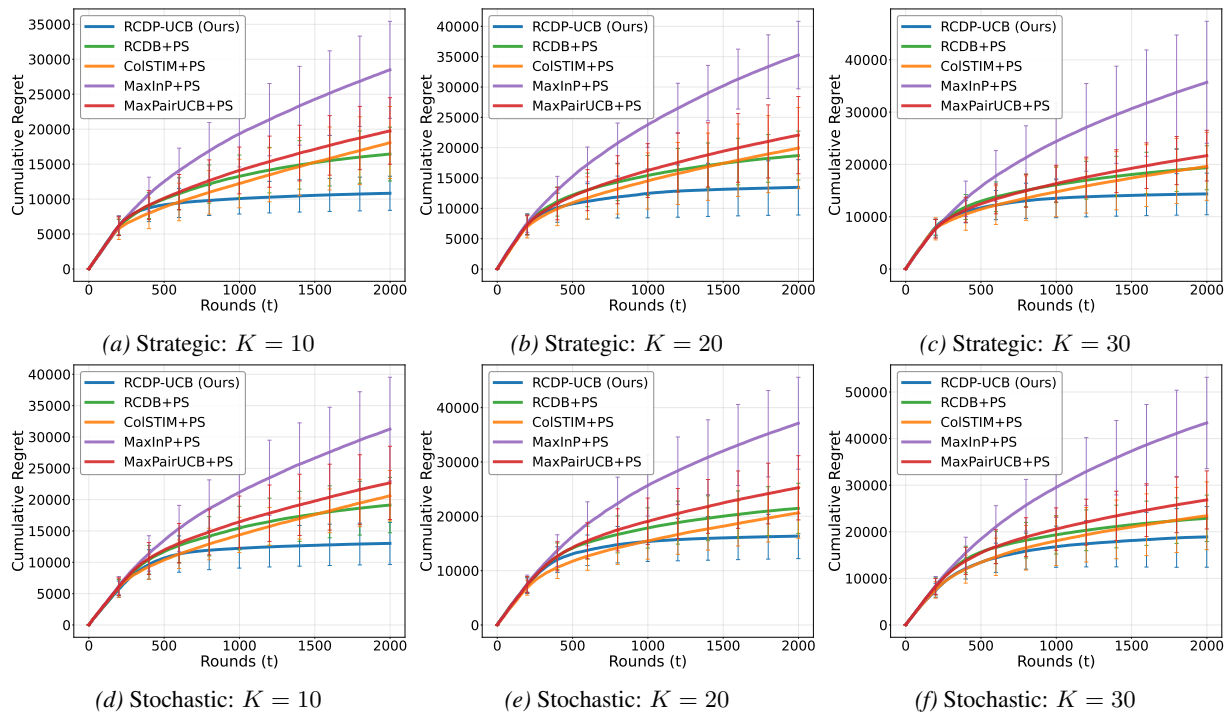 35000
30000
25000
20000
15000
10000
5000
0
Cumulative Regret
RCDP-UCB (Ours)
RCDB+PS
ColSTIM+PS
MaxInP+PS
MaxPairUCB+PS
0 500 1000 1500 2000
Rounds (t)
(a) Strategic: K = 10
40000
35000
30000
25000
20000
15000
10000
5000
0
Cumulative Regret
RCDP-UCB (Ours)
RCDB+PS
ColSTIM+PS
MaxInP+PS
MaxPairUCB+PS
0 500 1000 1500 2000
Rounds (t)
(b) Strategic: K = 20
40000
30000
20000
10000
0
Cumulative Regret
RCDP-UCB (Ours)
RCDB+PS
ColSTIM+PS
MaxInP+PS
MaxPairUCB+PS
0 500 1000 1500 2000
Rounds (t)
(c) Strategic: K = 30
40000
35000
30000
25000
20000
15000
10000
5000
0
Cumulative Regret
RCDP-UCB (Ours)
RCDB+PS
ColSTIM+PS
MaxInP+PS
MaxPairUCB+PS
0 500 1000 1500 2000
Rounds (t)
(d) Stochastic: K = 10
40000
30000
20000
10000
0
Cumulative Regret
RCDP-UCB (Ours)
RCDB+PS
ColSTIM+PS
MaxInP+PS
MaxPairUCB+PS
0 500 1000 1500 2000
Rounds (t)
(e) Stochastic: K = 20
50000
40000
30000
20000
10000
0
Cumulative Regret
RCDP-UCB (Ours)
RCDB+PS
ColSTIM+PS
MaxInP+PS
MaxPairUCB+PS
0 500 1000 1500 2000
Rounds (t)
(f) Stochastic: K = 30